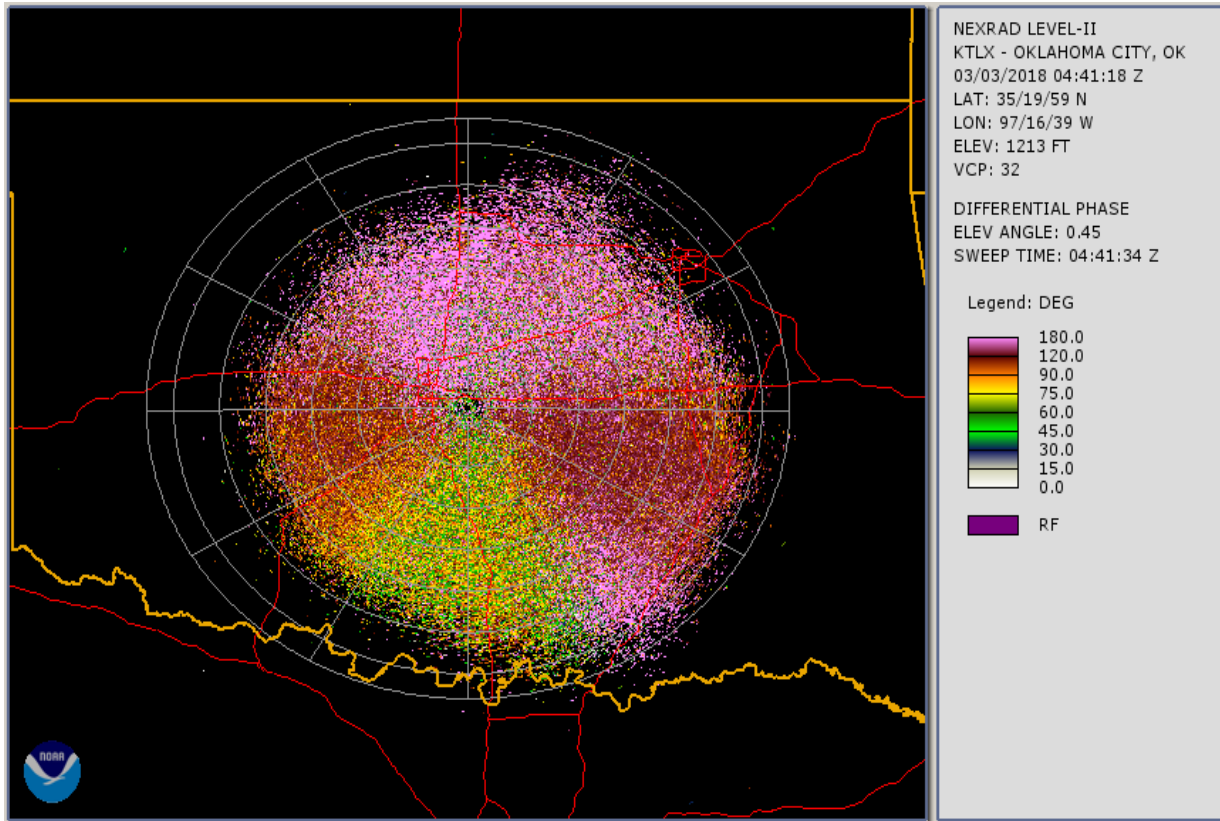 NEXRAD LEVEL-II
KTLX - OKLAHOMA CITY, OK
03/03/2018 04:41:18 Z
LAT: 35/19/59 N
LON: 97/16/39 W
ELEV: 1213 FT
VCP: 32
DIFFERENTIAL PHASE
ELEV ANGLE: 0.45
SWEEP TIME: 04:41:34 Z
Legend: DEG
180.0
120.0
90.0
75.0
60.0
45.0
30.0
15.0
0.0
RF
NOAA